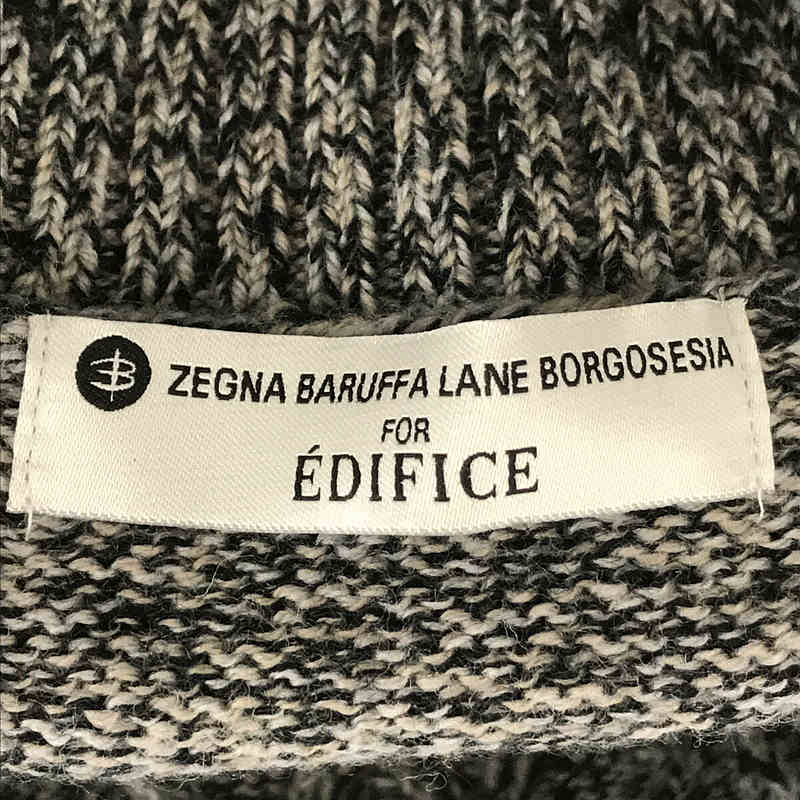 ZEGNA BARUFFA LANE BORGOSESIA
FOR
ÉDIFICE